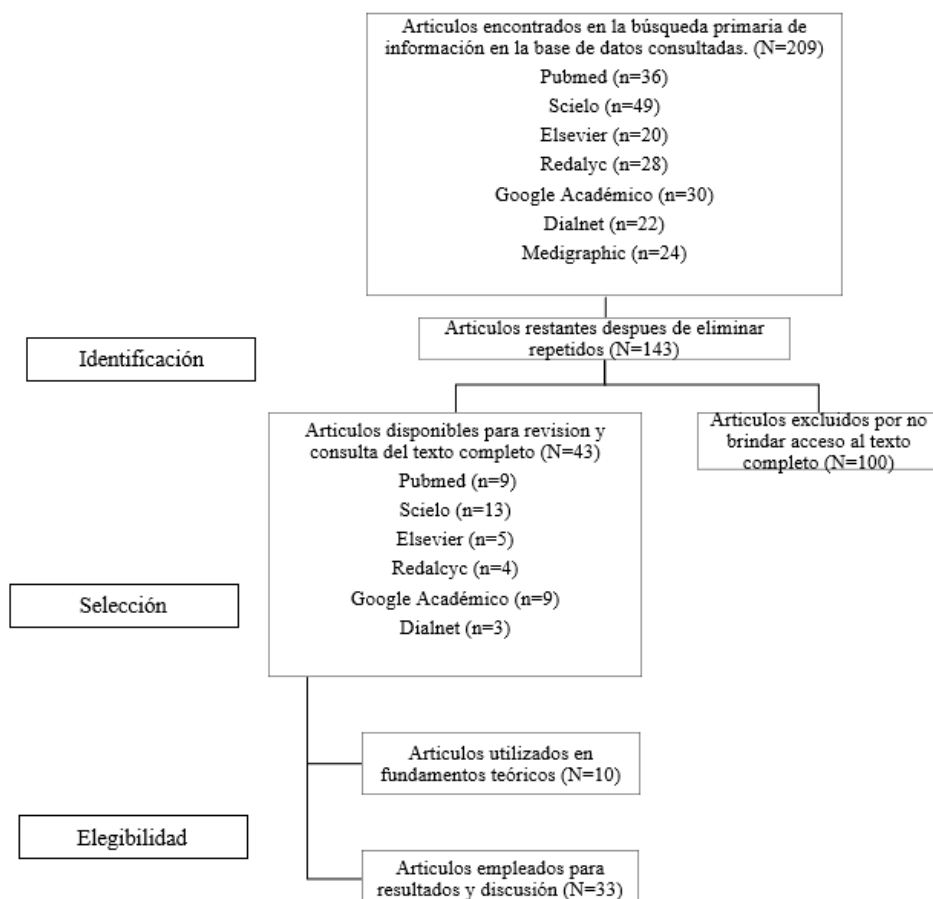 Articulos encontrados en la búsqueda primaria de
información en la base de datos consultadas. (N=209)
Pubmed (n=36)
Scielo (n=49)
Elsevier (n=20)
Redalyc (n=28)
Google Académico (n=30)
Dialnet (n=22)
Medigraphic (n=24)
Artículos restantes despues de eliminar
repetidos (N=143)
Identificación
Articulos disponibles para revision y
consulta del texto completo (N=43)
Pubmed (n=9)
Scielo (n=13)
Elsevier (n=5)
Redalcyc (n=4)
Google Académico (n=9)
Dialnet (n=3)
Articulos excluidos por no
brindar acceso al texto
completo (N=100)
Selección
Articulos utilizados en
fundamentos teóricos (N=10)
Elegibilidad
Articulos empleados para
resultados y discusión (N=33)